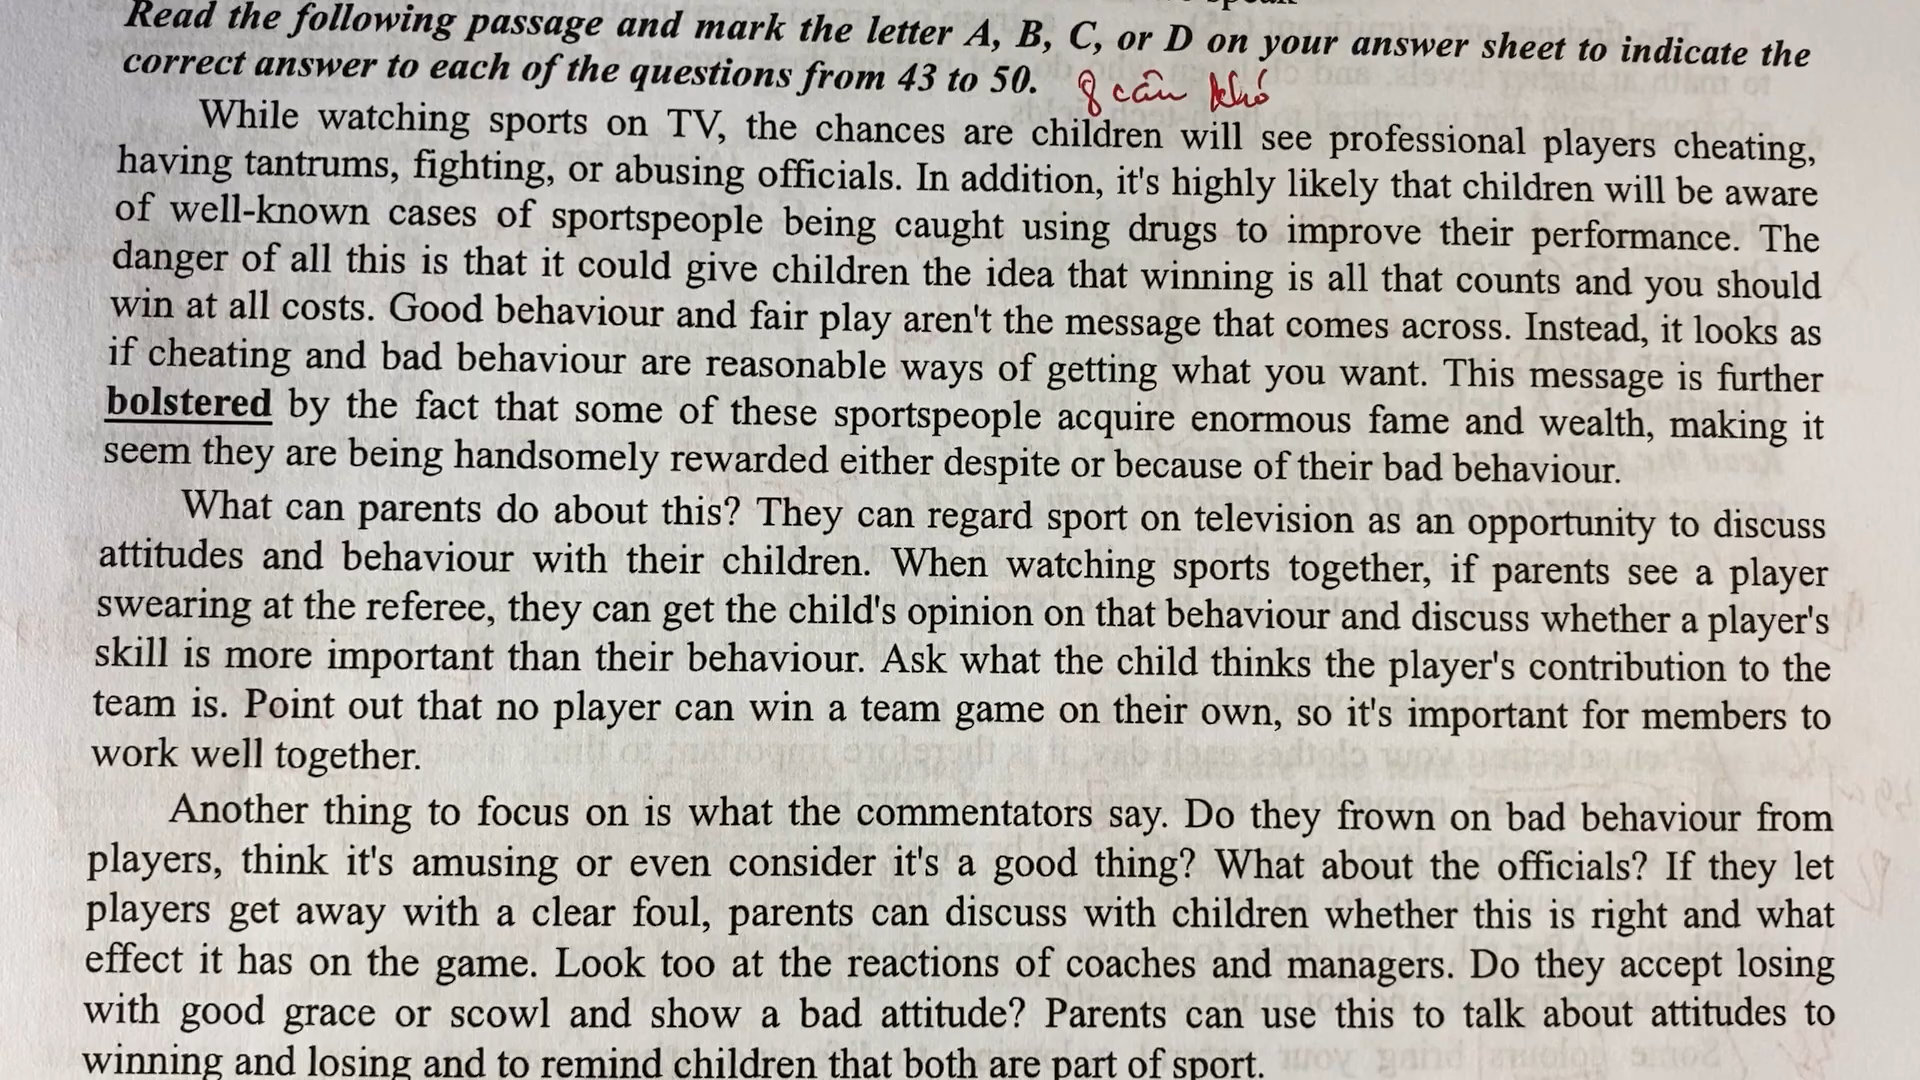 speak
Read the following passage and mark the letter A, B, C, or D on your answer sheet to indicate the
correct answer to each of the questions from 43 to 50. 8 câu khó
While watching sports on TV, the chances are children will see professional players cheating,
having tantrums, fighting, or abusing officials. In addition, it's highly likely that children will be aware
of well-known cases of sportspeople being caught using drugs to improve their performance. The
danger of all this is that it could give children the idea that winning is all that counts and you should
win at all costs. Good behaviour and fair play aren't the message that comes across. Instead, it looks as
if cheating and bad behaviour are reasonable ways of getting what you want. This message is further
bolstered by the fact that some of these sportspeople acquire enormous fame and wealth, making it
seem they are being handsomely rewarded either despite or because of their bad behaviour.
What can parents do about this? They can regard sport on television as an opportunity to discuss
attitudes and behaviour with their children. When watching sports together, if parents see a player
swearing at the referee, they can get the child's opinion on that behaviour and discuss whether a player's
skill is more important than their behaviour. Ask what the child thinks the player's contribution to the
team is. Point out that no player can win a team game on their own, so it's important for members to
work well together.
Another thing to focus on is what the commentators say. Do they frown on bad behaviour from
players, think it's amusing or even consider it's a good thing? What about the officials? If they let
players get away with a clear foul, parents can discuss with children whether this is right and what
effect it has on the game. Look too at the reactions of coaches and managers. Do they accept losing
with good grace or scowl and show a bad attitude? Parents can use this to talk about attitudes to
winning and losing and to remind children that both are part of sport.